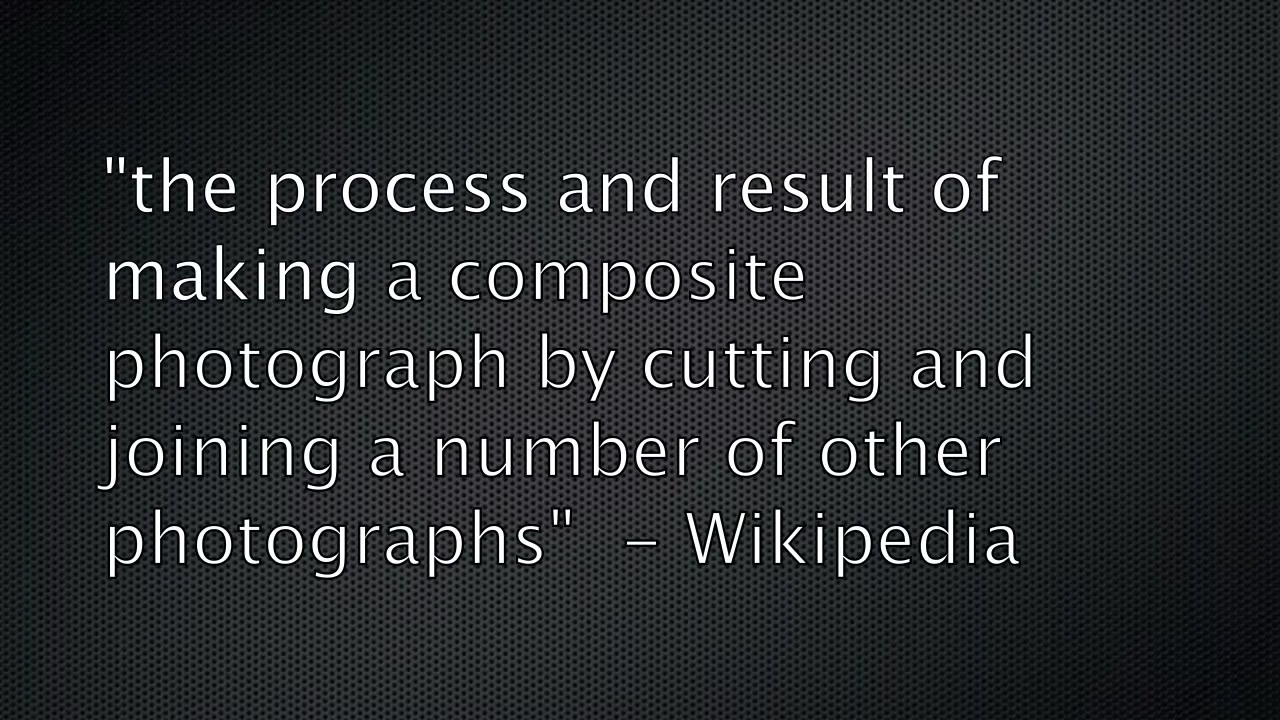 "the process and result of
making a composite
photograph by cutting and
joining a number of other
photographs"  – Wikipedia